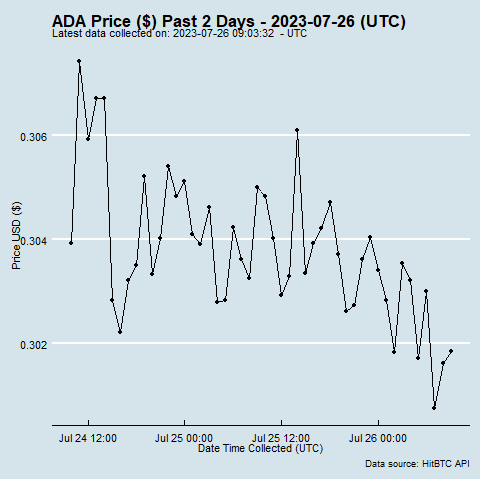 ADA Price ($) Past 2 Days - 2023-07-26 (UTC)
Latest data collected on: 2023-07-26 09:03:32  - UTC
0.306
0.304
0.302
Price USD ($)
Jul 24 12:00
Jul 25 00:00
Jul 25 12:00
Jul 26 00:00
Date Time Collected (UTC)
Data source: HitBTC API